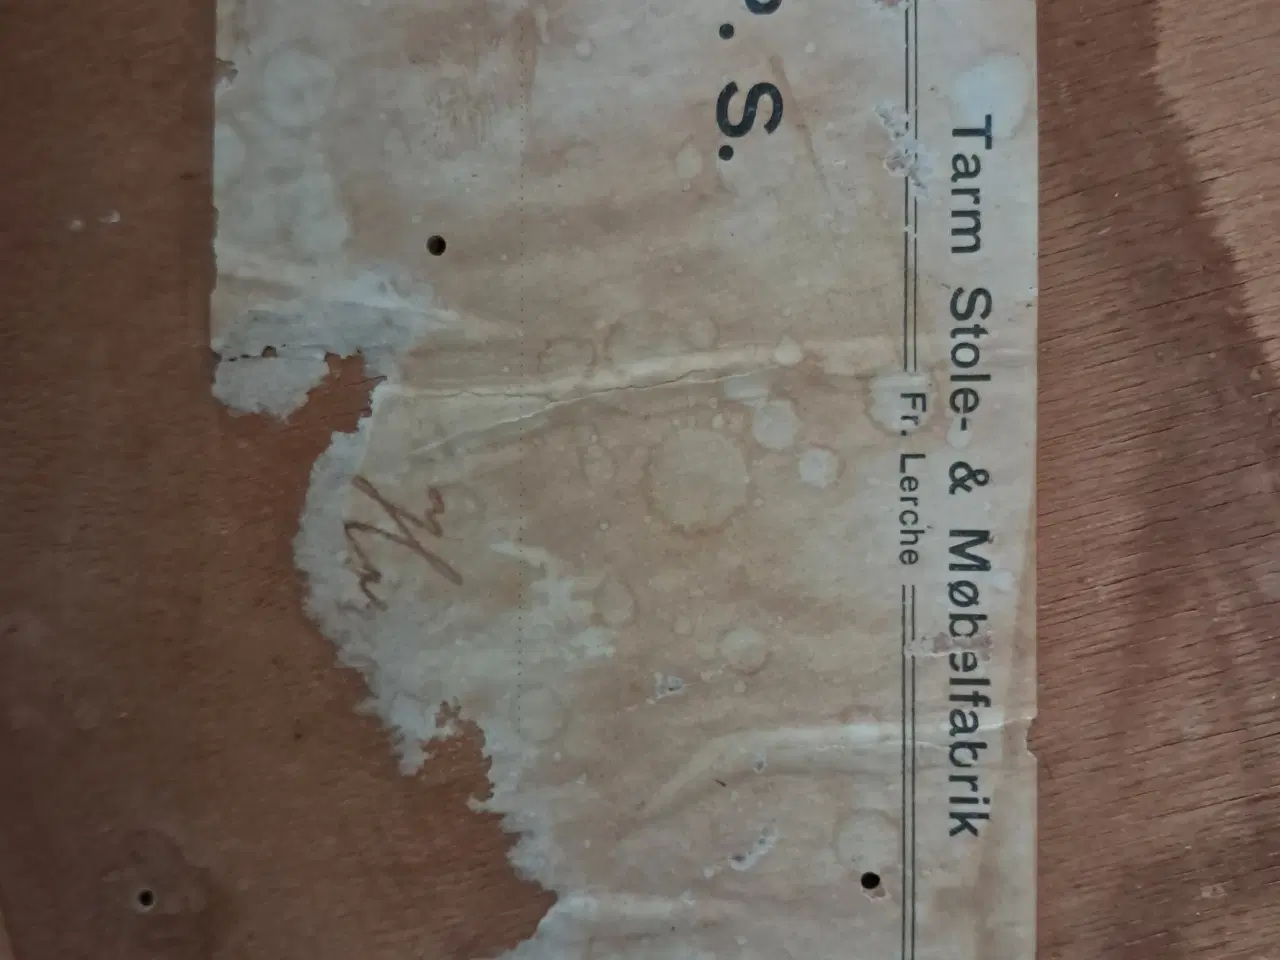 Tarm Stole- & Møbelfabrik
Fr. Lerche
. S.